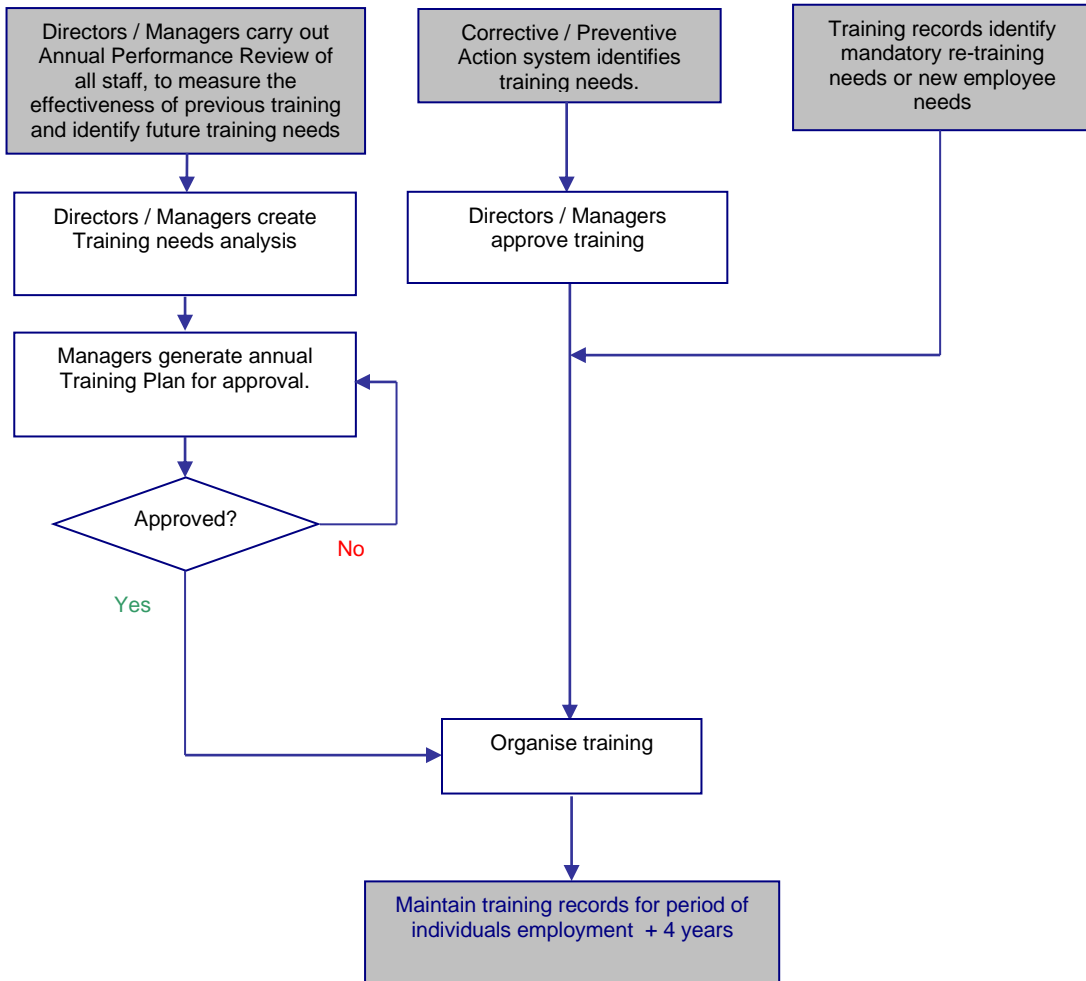 Directors / Managers carry out
Annual Performance Review of
all staff, to measure the
effectiveness of previous training
and identify future training needs
Corrective / Preventive
Action system identifies
training needs.
Training records identify
mandatory re-training
needs or new employee
needs
Directors / Managers create
Training needs analysis
Directors / Managers
approve training
Managers generate annual
Training Plan for approval.
Approved?
No
Yes
Organise training
Maintain training records for period of
individuals employment + 4 years